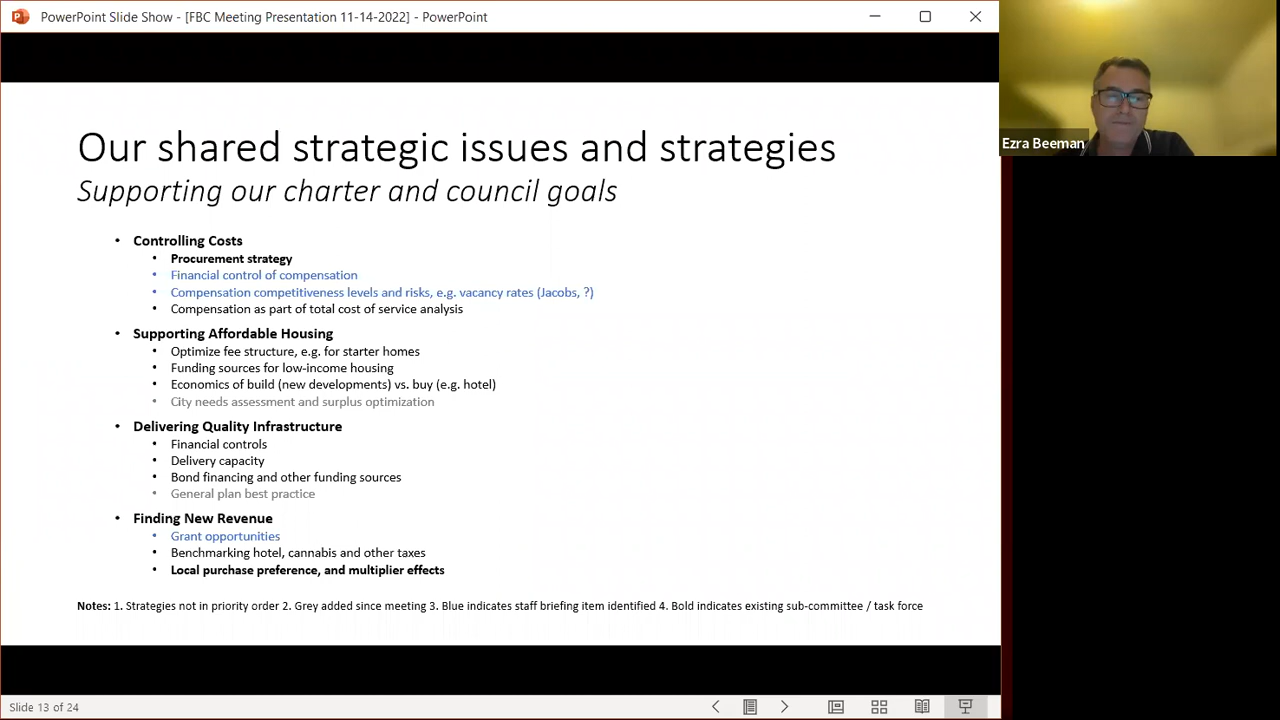 PowerPoint Slide Show - [FBC Meeting Presentation 11-14-2022] - PowerPoint
Ezra Beeman
Our shared strategic issues and strategies
Supporting our charter and council goals
• Controlling Costs
• Procurement strategy
• Financial control of compensation
• Compensation competitiveness levels and risks, e.g. vacancy rates (Jacobs, ?)
• Compensation as part of total cost of service analysis
• Supporting Affordable Housing
• Optimize fee structure, e.g. for starter homes
• Funding sources for low-income housing
• Economics of build (new developments) vs. buy (e.g. hotel)
• City needs assessment and surplus optimization
• Delivering Quality Infrastructure
• Financial controls
• Delivery capacity
• Bond financing and other funding sources
• General plan best practice
• Finding New Revenue
• Grant opportunities
• Benchmarking hotel, cannabis and other taxes
• Local purchase preference, and multiplier effects
Notes: 1. Strategies not in priority order 2. Grey added since meeting 3. Blue indicates staff briefing item identified 4. Bold indicates existing sub-committee / task force
Slide 13 of 24